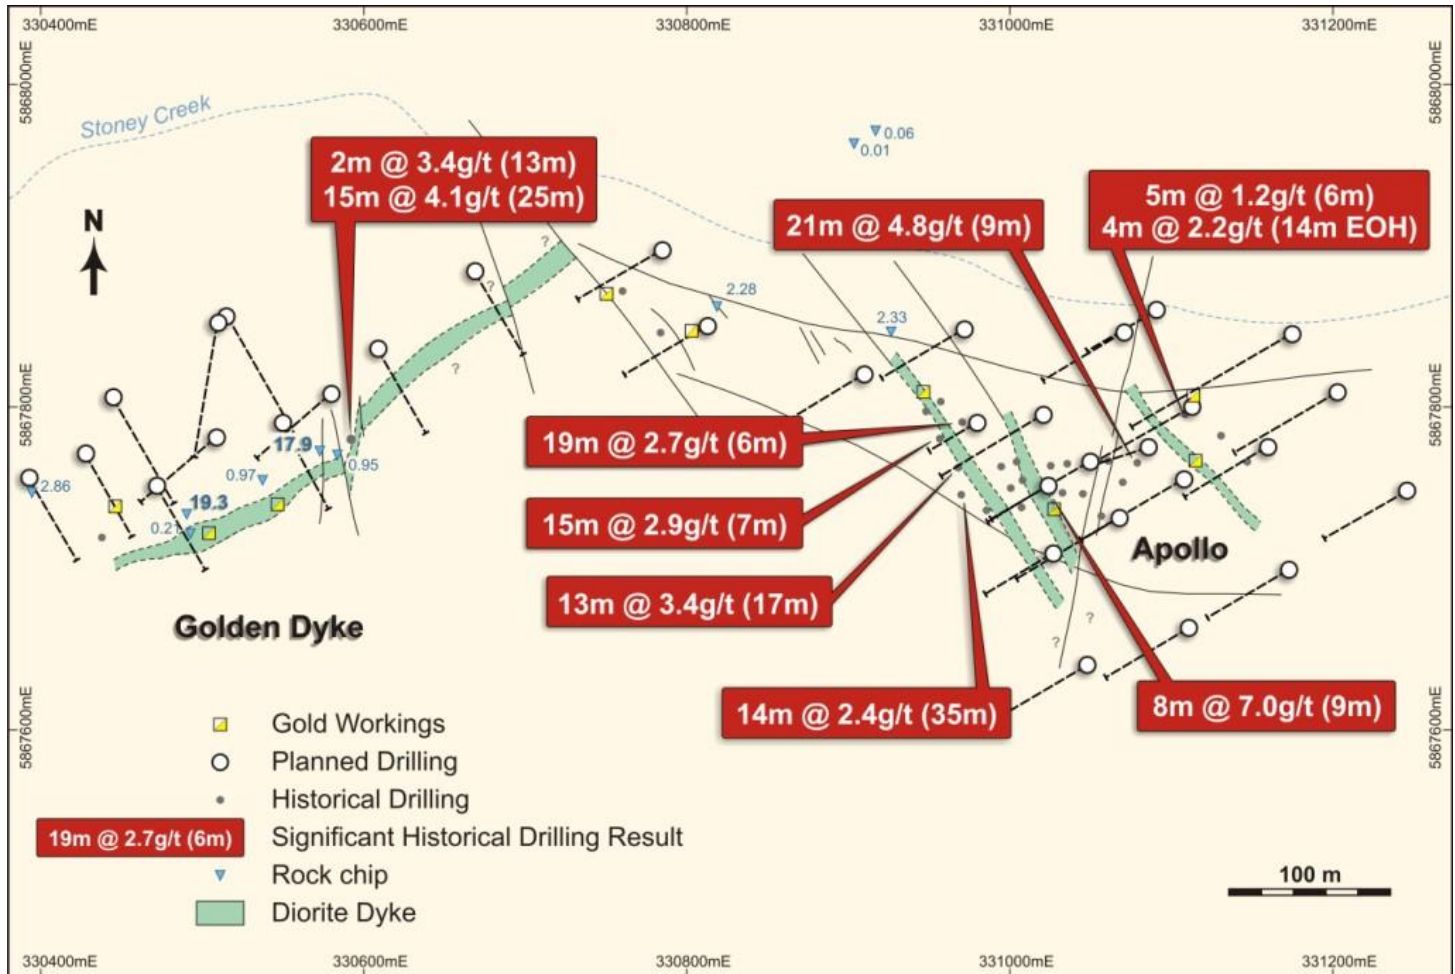 330400mE
330600mE
330800mE
331000mE
331200mE
5868000mE
5868000mE
Stoney Creek
0.06
0.01
2m @ 3.4g/t (13m)
15m @ 4.1g/t (25m)
5m @ 1.2g/t (6m)
4m @ 2.2g/t (14m EOH)
21m @ 4.8g/t (9m)
N
?
?
2.28
2.33
?
5867800mE
5867800mE
19m @ 2.7g/t (6m)
17.9
0.95
0.97
2.86
19.3
0.21
15m @ 2.9g/t (7m)
Apollo
13m @ 3.4g/t (17m)
Golden Dyke
?
?
14m @ 2.4g/t (35m)
8m @ 7.0g/t (9m)
5867600mE
5867600mE
Gold Workings
Planned Drilling
Historical Drilling
19m @ 2.7g/t (6m)
Significant Historical Drilling Result
Rock chip
Diorite Dyke
100 m
330400mE
330600mE
330800mE
331000mE
331200mE